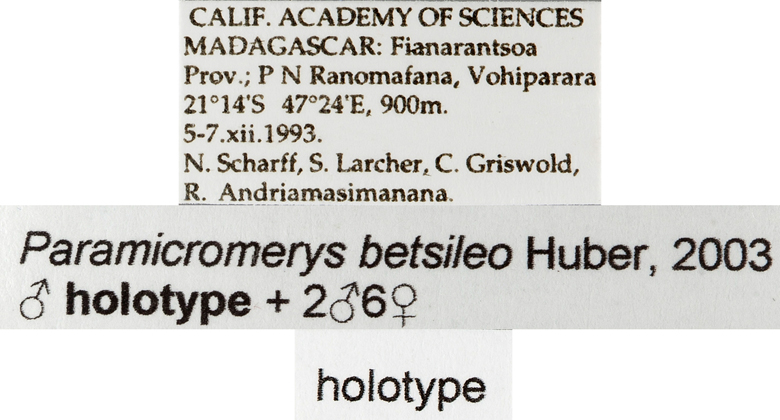 CALIF. ACADEMY OF SCIENCES
MADAGASCAR: Fianarantsoa
Prov.; P N Ranomafana, Vohiparara
21°14'S 47°24'E, 900m.
5-7.xii.1993.
N. Scharff, S. Larcher, C. Griswold,
R. Andriamasimanana.
Paramicromerys betsileo Huber, 2003
♂ holotype + 2♂6♀
holotype